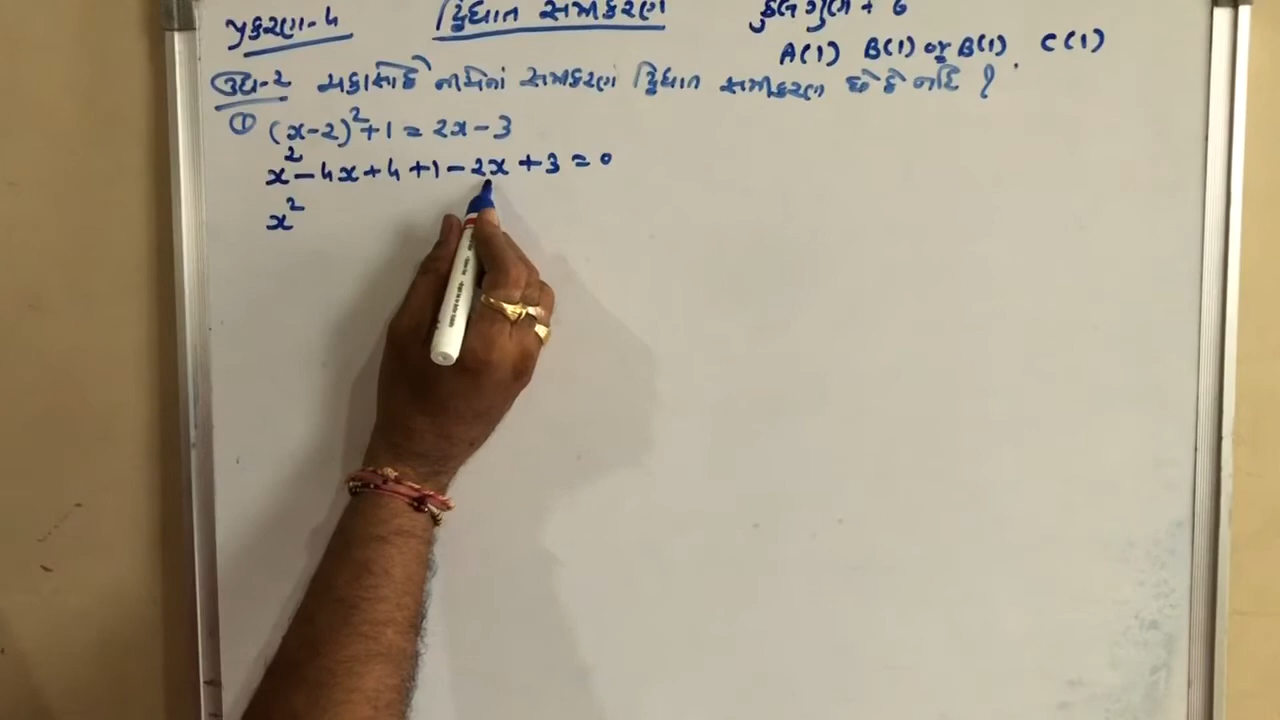 પ્રકરણ-4 દ્વિઘાત સમીકરણ કુલ ગુણ + 6
A(1) B(1) or B(1) C(1)
ઉદા-2 ચકાસો કે નીચેનાં સમીકરણ દ્વિઘાત સમીકરણ છે કે નહિ ?
① (x-2)²+1 = 2x-3
x²-4x+4+1-2x+3=0
x²